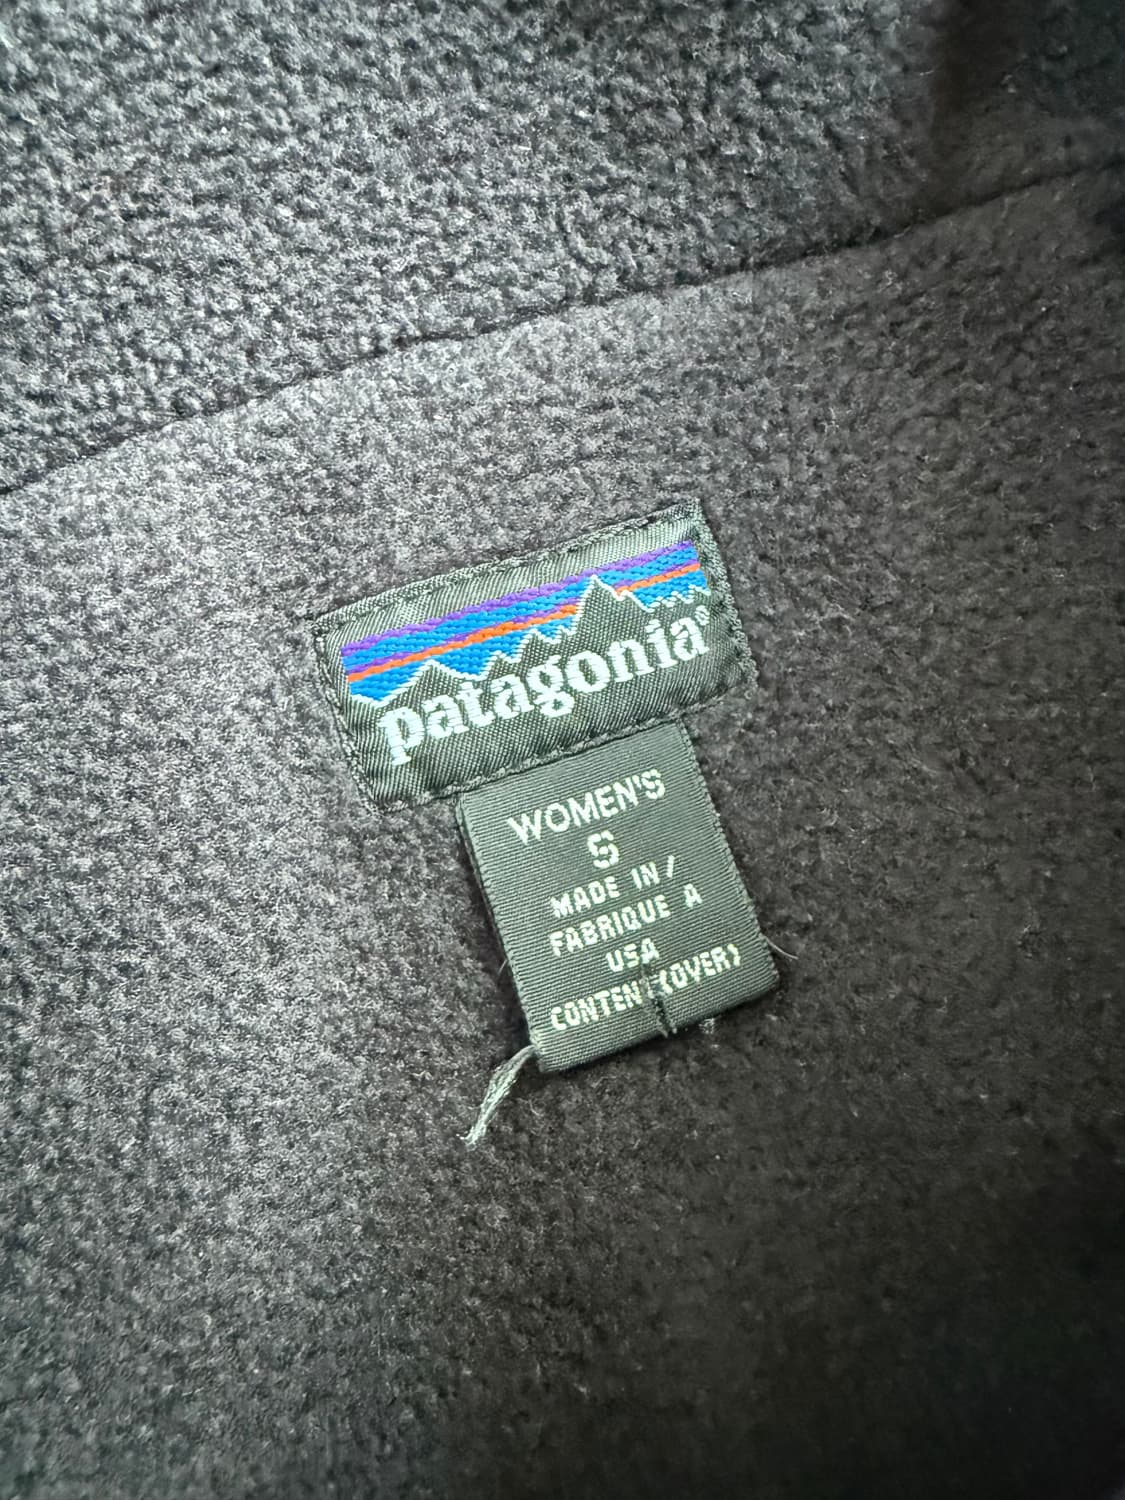 patagonia®
WOMEN'S
S
MADE IN /
FABRIQUE A
USA
CONTENT (OVER)